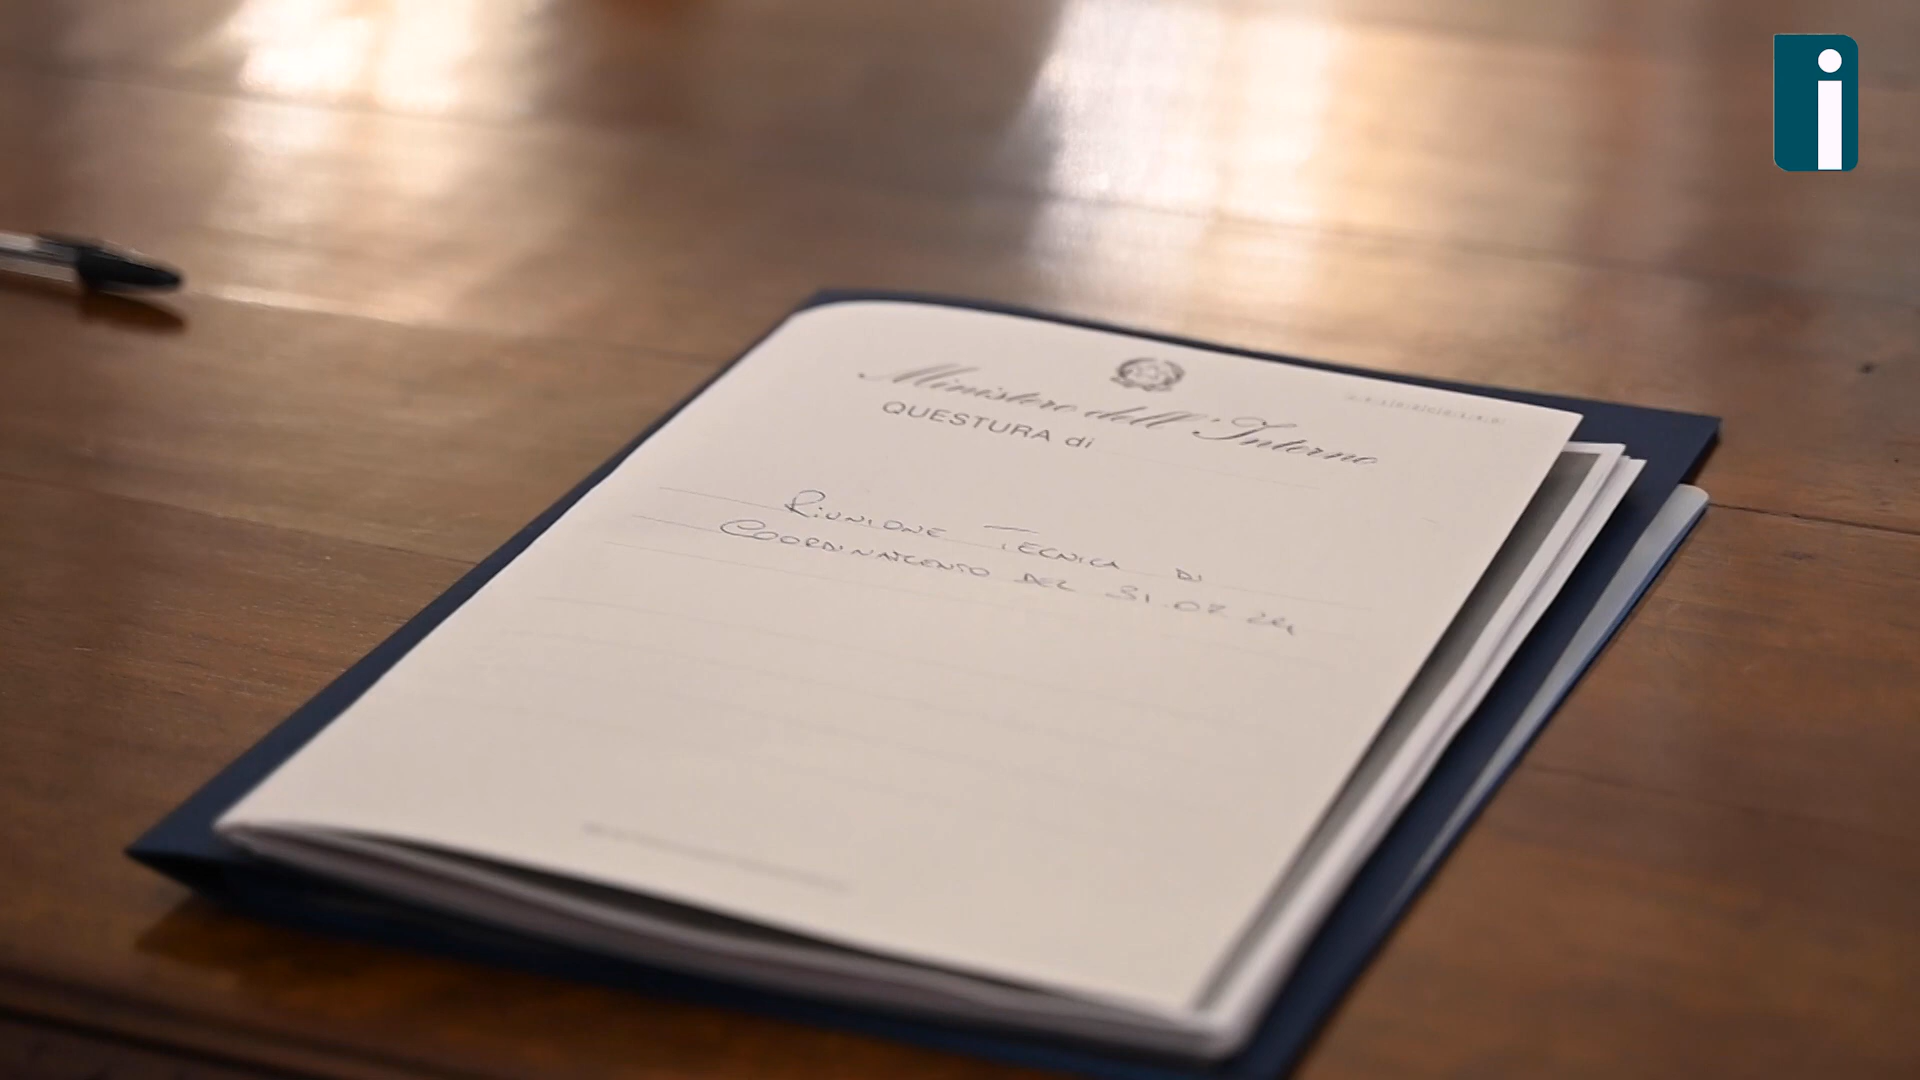 i
Ministero dell'Interno
QUESTURA di
RIUNIONE TECNICA DI
COORDINAMENTO DEL 31.07.24